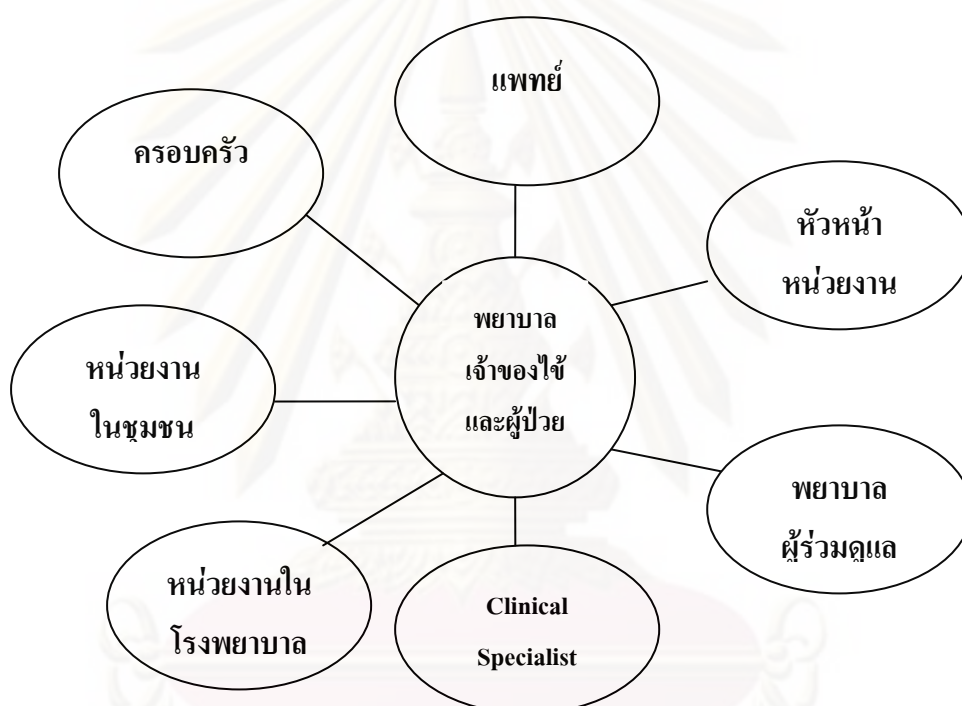 แพทย์
ครอบครัว
หัวหน้า
หน่วยงาน
พยาบาล
เจ้าของไข้
และผู้ป่วย
หน่วยงาน
ในชุมชน
พยาบาล
ผู้ร่วมดูแล
หน่วยงานใน
โรงพยาบาล
Clinical
Specialist